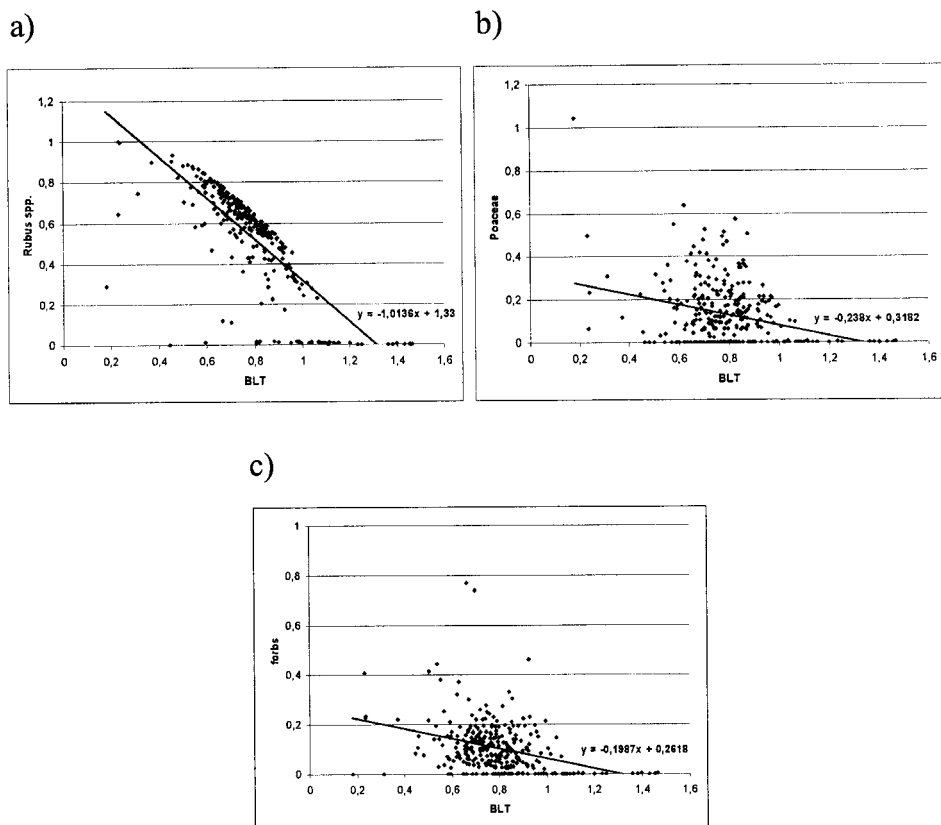 a)
b)
1,2
1
0,8
0,6
0,4
0,2
0
Rubus spp.
y = -1,0136x + 1,33
0 0,2 0,4 0,6 0,8 1 1,2 1,4 1,6
BLT
1,2
1
0,8
0,6
0,4
0,2
0
Poaceae
y = -0,238x + 0,3182
0 0,2 0,4 0,6 0,8 1 1,2 1,4 1,6
BLT
c)
1
0,8
0,6
0,4
0,2
0
forbs
y = -0,1987x + 0,2618
0 0,2 0,4 0,6 0,8 1 1,2 1,4 1,6
BLT